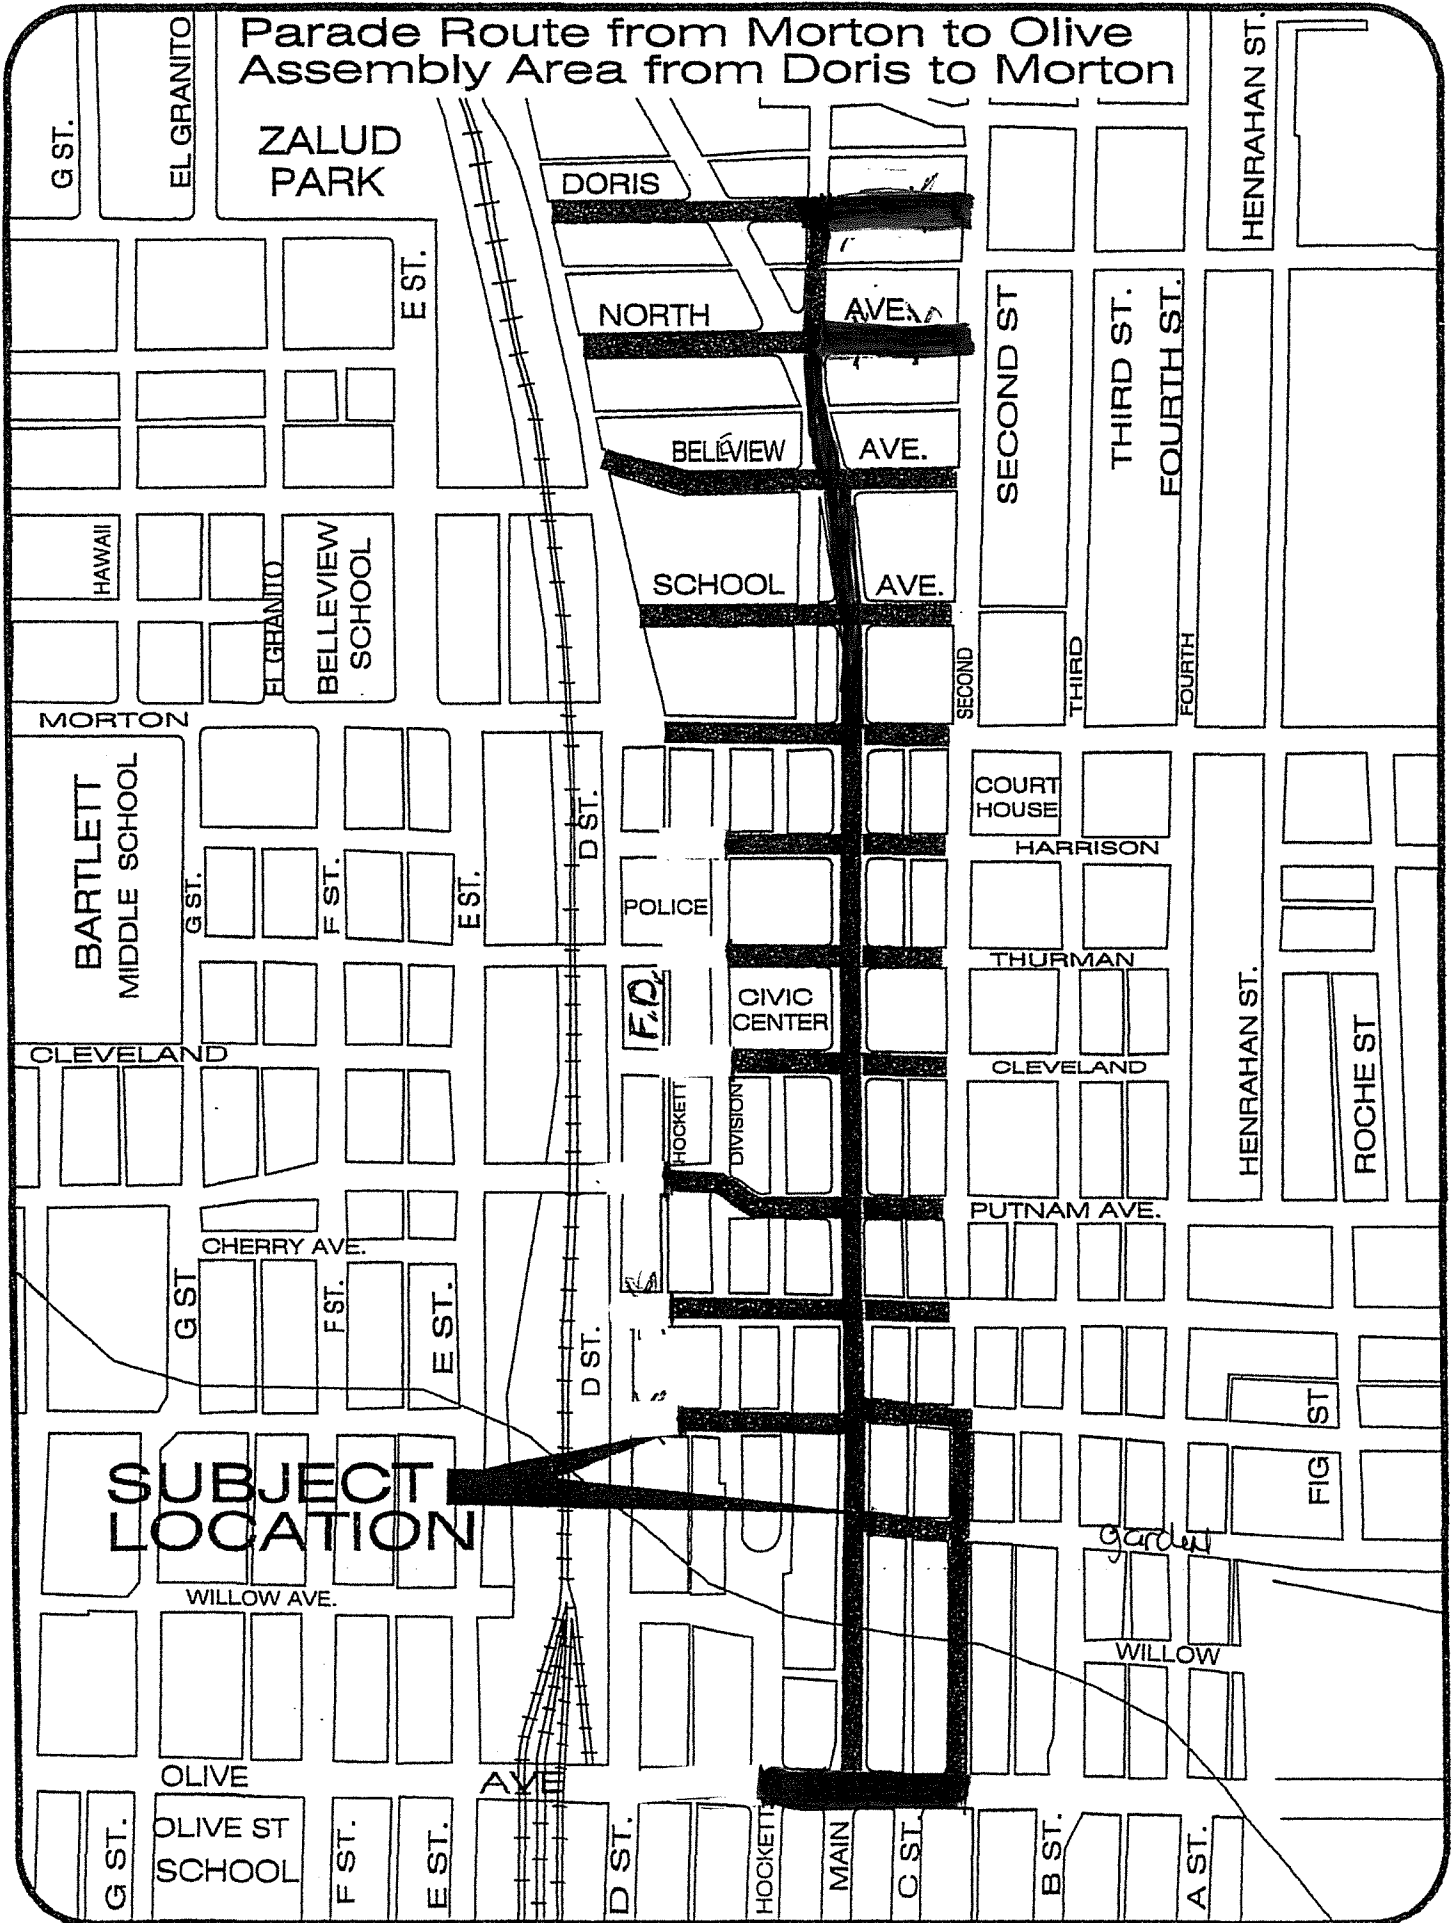 Parade Route from Morton to Olive
Assembly Area from Doris to Morton
G ST.
EL GRANITO
ZALUD
PARK
HENRAHAN ST.
DORIS
E ST.
NORTH AVE.
SECOND ST
THIRD ST.
FOURTH ST.
BELLEVIEW AVE.
HAWAII
EL GRANITO
BELLEVIEW
SCHOOL
SCHOOL AVE.
SECOND
THIRD
FOURTH
MORTON
BARTLETT
MIDDLE SCHOOL
D ST.
COURT
HOUSE
HARRISON
G ST.
F ST.
E ST.
POLICE
THURMAN
F.D.
CIVIC
CENTER
HENRAHAN ST.
ROCHE ST
CLEVELAND
CLEVELAND
HOCKETT
DIVISION
PUTNAM AVE.
CHERRY AVE.
G ST
F ST.
E ST.
D ST.
FIG ST
SUBJECT
LOCATION
garden
WILLOW AVE.
WILLOW
OLIVE AVE
OLIVE ST
SCHOOL
G ST.
F ST.
E ST.
D ST.
HOCKETT
MAIN
C ST.
B ST.
A ST.